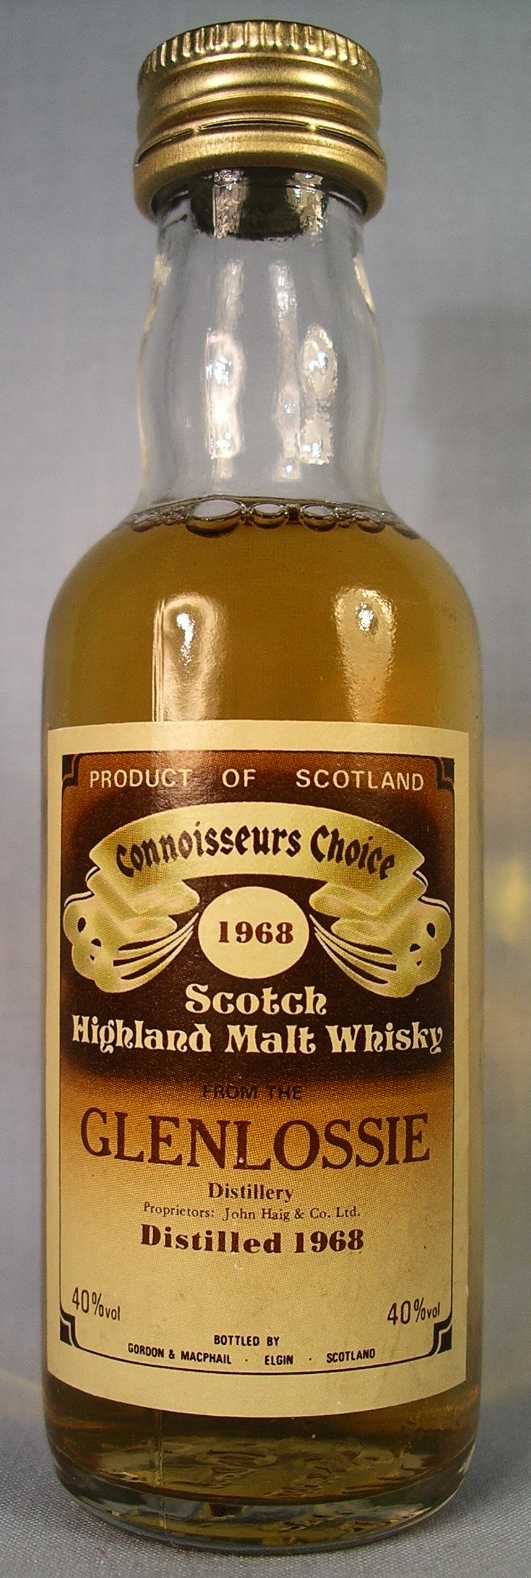 PRODUCT OF SCOTLAND
Connoisseurs Choice
1968
Scotch
Highland Malt Whisky
FROM THE
GLENLOSSIE
Distillery
Proprietors: John Haig & Co. Ltd.
Distilled 1968
40%vol 40%vol
BOTTLED BY
GORDON & MACPHAIL · ELGIN · SCOTLAND